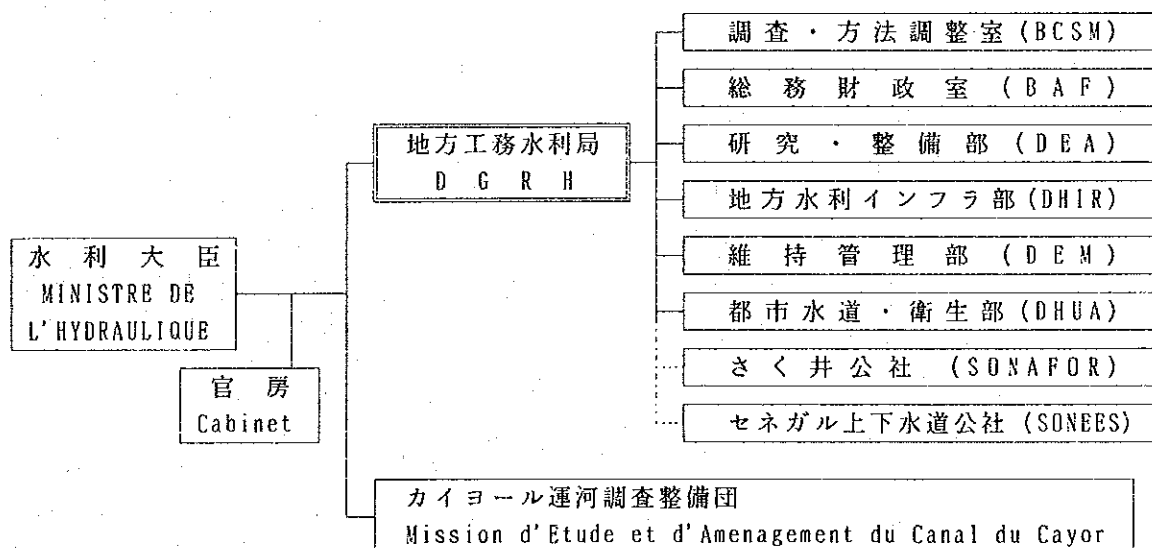 水利大臣
MINISTRE DE
L'HYDRAULIQUE
官房
Cabinet
地方工務水利局
DGRH
調査・方法調整室(BCSM)
総務財政室(BAF)
研究・整備部(DEA)
地方水利インフラ部(DHIR)
維持管理部(DEM)
都市水道・衛生部(DHUA)
さく井公社(SONAFOR)
セネガル上下水道公社(SONEES)
カイヨール運河調査整備団
Mission d'Etude et d'Amenagement du Canal du Cayor